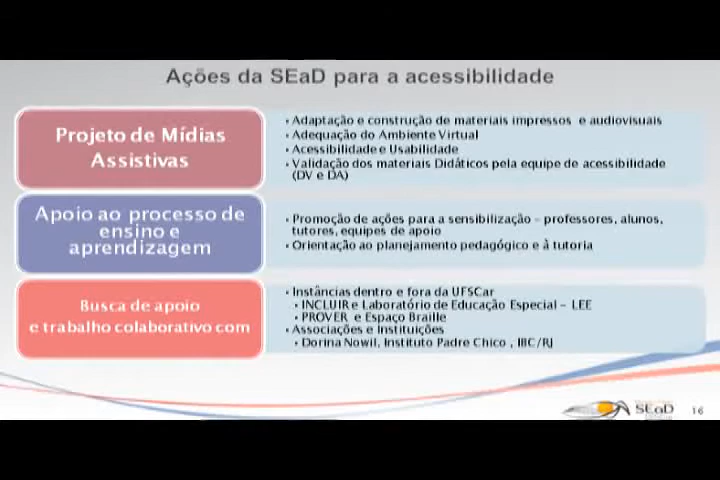 Ações da SEaD para a acessibilidade
Projeto de Mídias
Assistivas
• Adaptação e construção de materiais impressos e audiovisuais
• Adequação do Ambiente Virtual
• Acessibilidade e Usabilidade
• Validação dos materiais Didáticos pela equipe de acessibilidade
(DV e DA)
Apoio ao processo de
ensino e
aprendizagem
• Promoção de ações para a sensibilização – professores, alunos,
tutores, equipes de apoio
• Orientação ao planejamento pedagógico e à tutoria
Busca de apoio
e trabalho colaborativo com
• Instâncias dentro e fora da UFSCar
• INCLUIR e Laboratório de Educação Especial – LEE
• PROVER e Espaço Braille
• Associações e Instituições
• Dorina Nowil, Instituto Padre Chico , IBC/RJ
SEaD
16